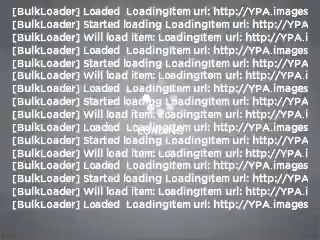 [BulkLoader] Loaded LoadingItem url: http://YPA.images
[BulkLoader] Started loading LoadingItem url: http://YPA
[BulkLoader] Will load item: LoadingItem url: http://YPA.i
[BulkLoader] Loaded LoadingItem url: http://YPA.images
[BulkLoader] Started loading LoadingItem url: http://YPA
[BulkLoader] Will load item: LoadingItem url: http://YPA.i
[BulkLoader] Loaded LoadingItem url: http://YPA.images
[BulkLoader] Started loading LoadingItem url: http://YPA
[BulkLoader] Will load item: LoadingItem url: http://YPA.i
[BulkLoader] Loaded LoadingItem url: http://YPA.images
[BulkLoader] Started loading LoadingItem url: http://YPA
[BulkLoader] Will load item: LoadingItem url: http://YPA.i
[BulkLoader] Loaded LoadingItem url: http://YPA.images
[BulkLoader] Started loading LoadingItem url: http://YPA
[BulkLoader] Will load item: LoadingItem url: http://YPA.i
[BulkLoader] Loaded LoadingItem url: http://YPA.images